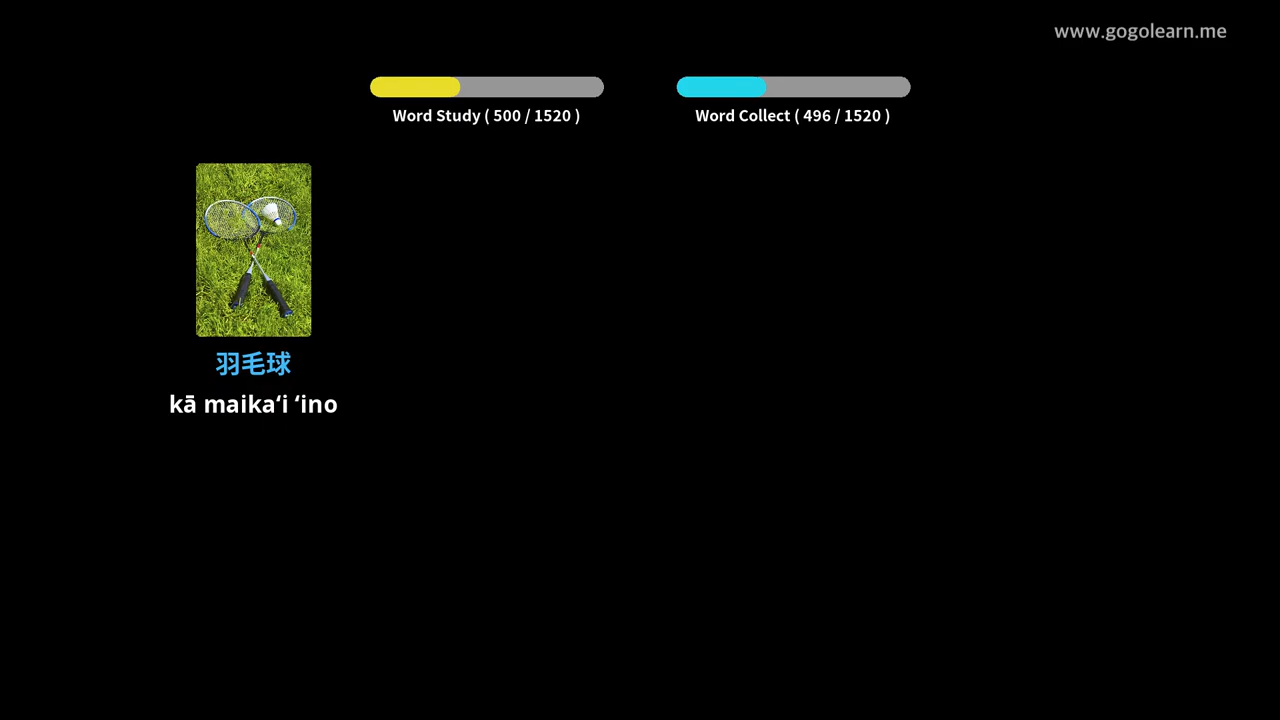 www.gogolearn.me
Word Study ( 500 / 1520 )
Word Collect ( 496 / 1520 )
羽毛球
kā maikaʻi ʻino